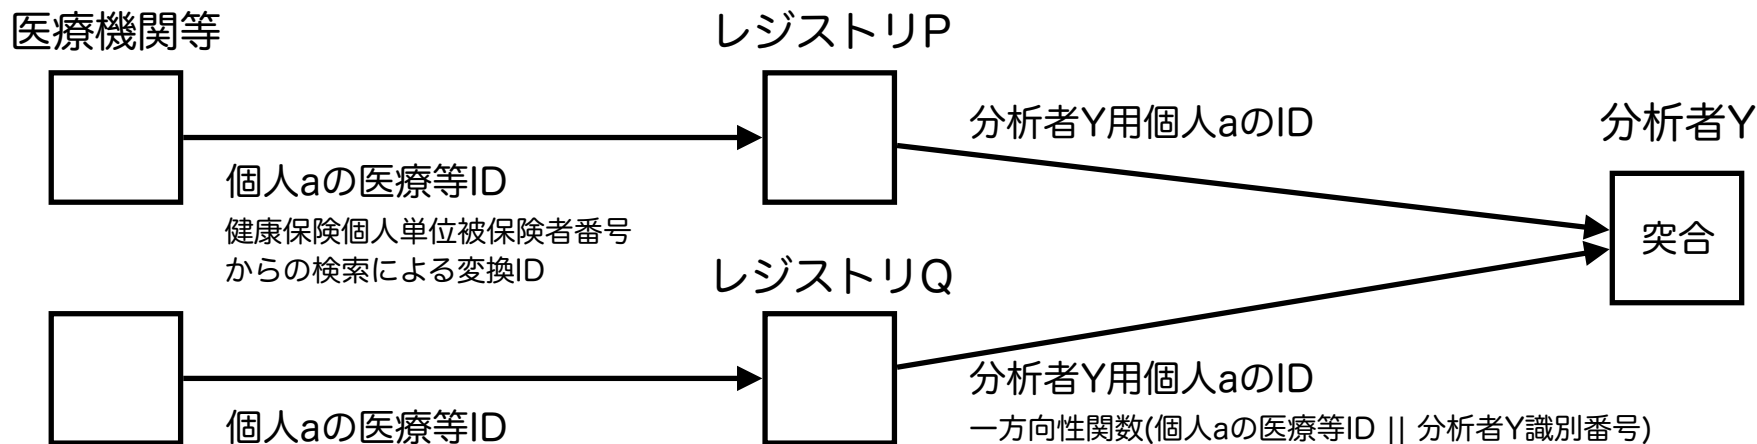 医療機関等
レジストリP
分析者Y用個人aのID
分析者Y
個人aの医療等ID
健康保険個人単位被保険者番号
からの検索による変換ID
突合
レジストリQ
分析者Y用個人aのID
一方向性関数(個人aの医療等ID || 分析者Y識別番号)
個人aの医療等ID